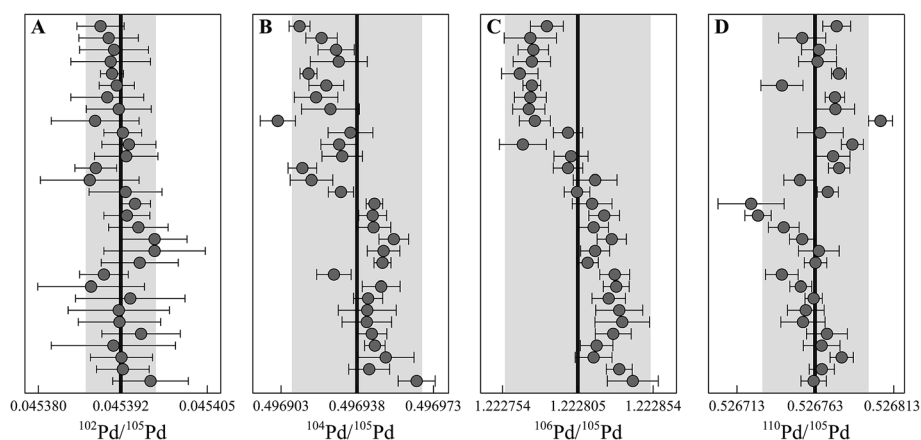 A B C D
0.045380 0.045392 0.045405 0.496903 0.496938 0.496973 1.222754 1.222805 1.222854 0.526713 0.526763 0.526813
¹⁰²Pd/¹⁰⁵Pd ¹⁰⁴Pd/¹⁰⁵Pd ¹⁰⁶Pd/¹⁰⁵Pd ¹¹⁰Pd/¹⁰⁵Pd